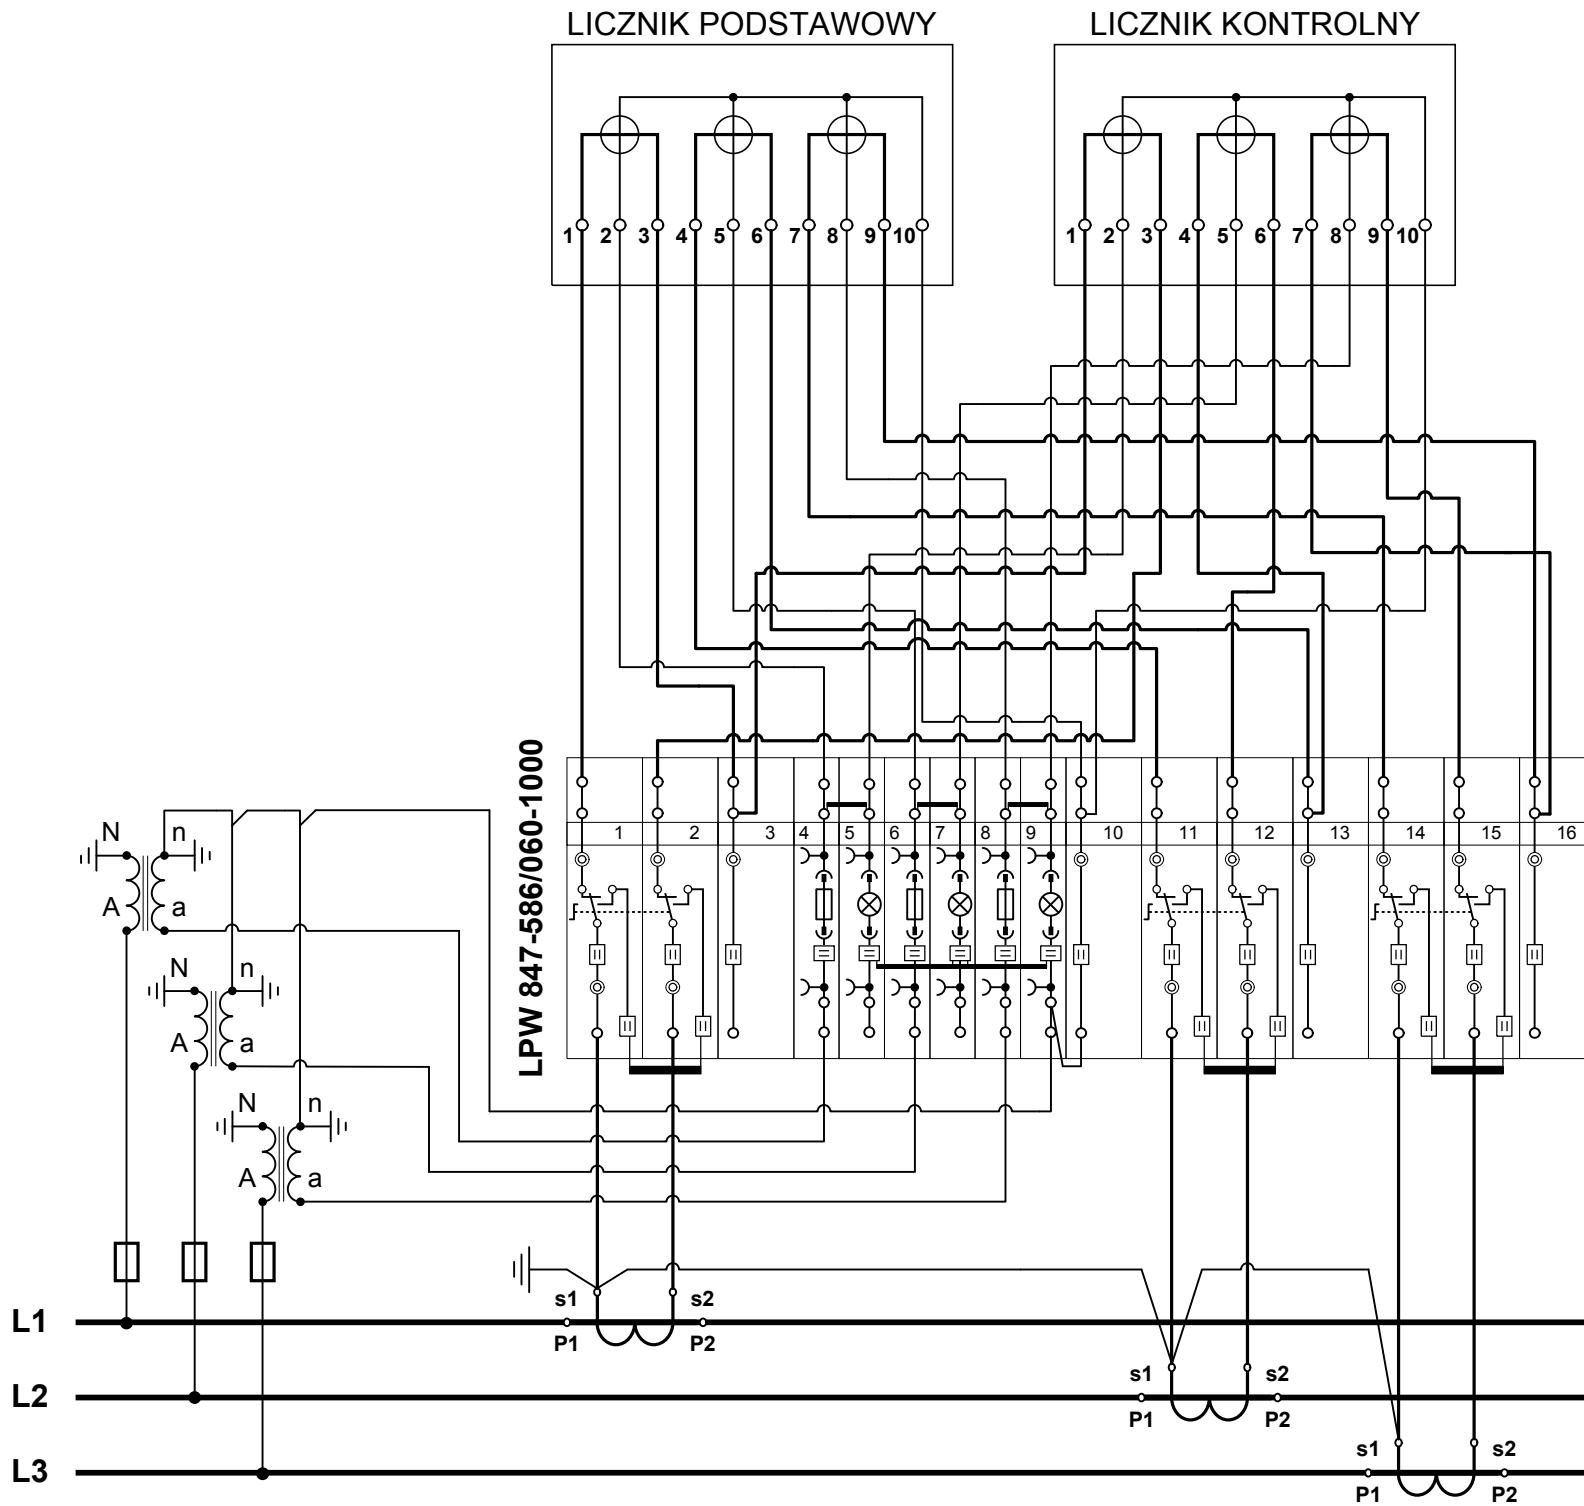 LICZNIK PODSTAWOWY LICZNIK KONTROLNY
1 2 3 4 5 6 7 8 9 10 1 2 3 4 5 6 7 8 9 10
LPW 847-586/060-1000
1 2 3 4 5 6 7 8 9 10 11 12 13 14 15 16
N n
A a
N n
A a
N n
A a
s1 s2
L1
P1 P2
s1 s2
L2
P1 P2
s1 s2
L3
P1 P2